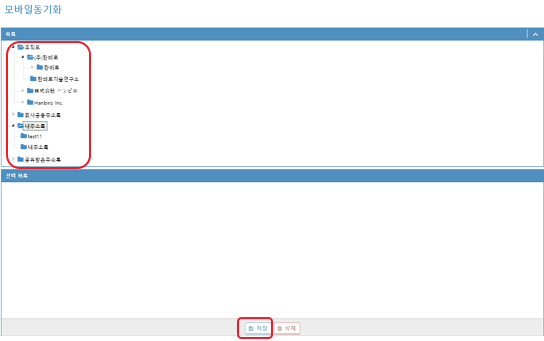 모바일동기화
목록
조직도
(주)한비로
한비로
한비로기술연구소
株式会社 ハンビロ
Hanbiro Inc.
회사공용주소록
내주소록
test11
내주소록
공유받은주소록
선택 목록
저장 삭제